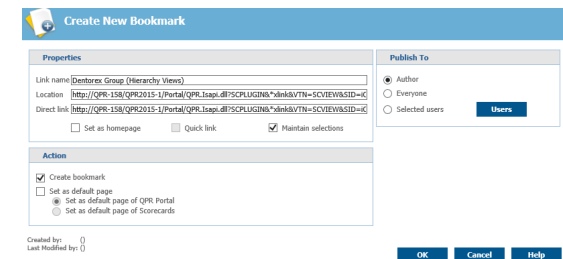 Create New Bookmark
Properties
Link name Dentorex Group (Hierarchy Views)
Location http://QPR-158/QPR2015-1/Portal/QPR.Isapi.dll?SCPLUGIN&*xlink&VTN=SCVIEW&SID=iC
Direct link http://QPR-158/QPR2015-1/Portal/QPR.Isapi.dll?SCPLUGIN&*xlink&VTN=SCVIEW&SID=iC
Set as homepage Quick link Maintain selections
Publish To
Author
Everyone
Selected users Users
Action
Create bookmark
Set as default page
Set as default page of QPR Portal
Set as default page of Scorecards
Created by: ()
Last Modified by: ()
OK Cancel Help